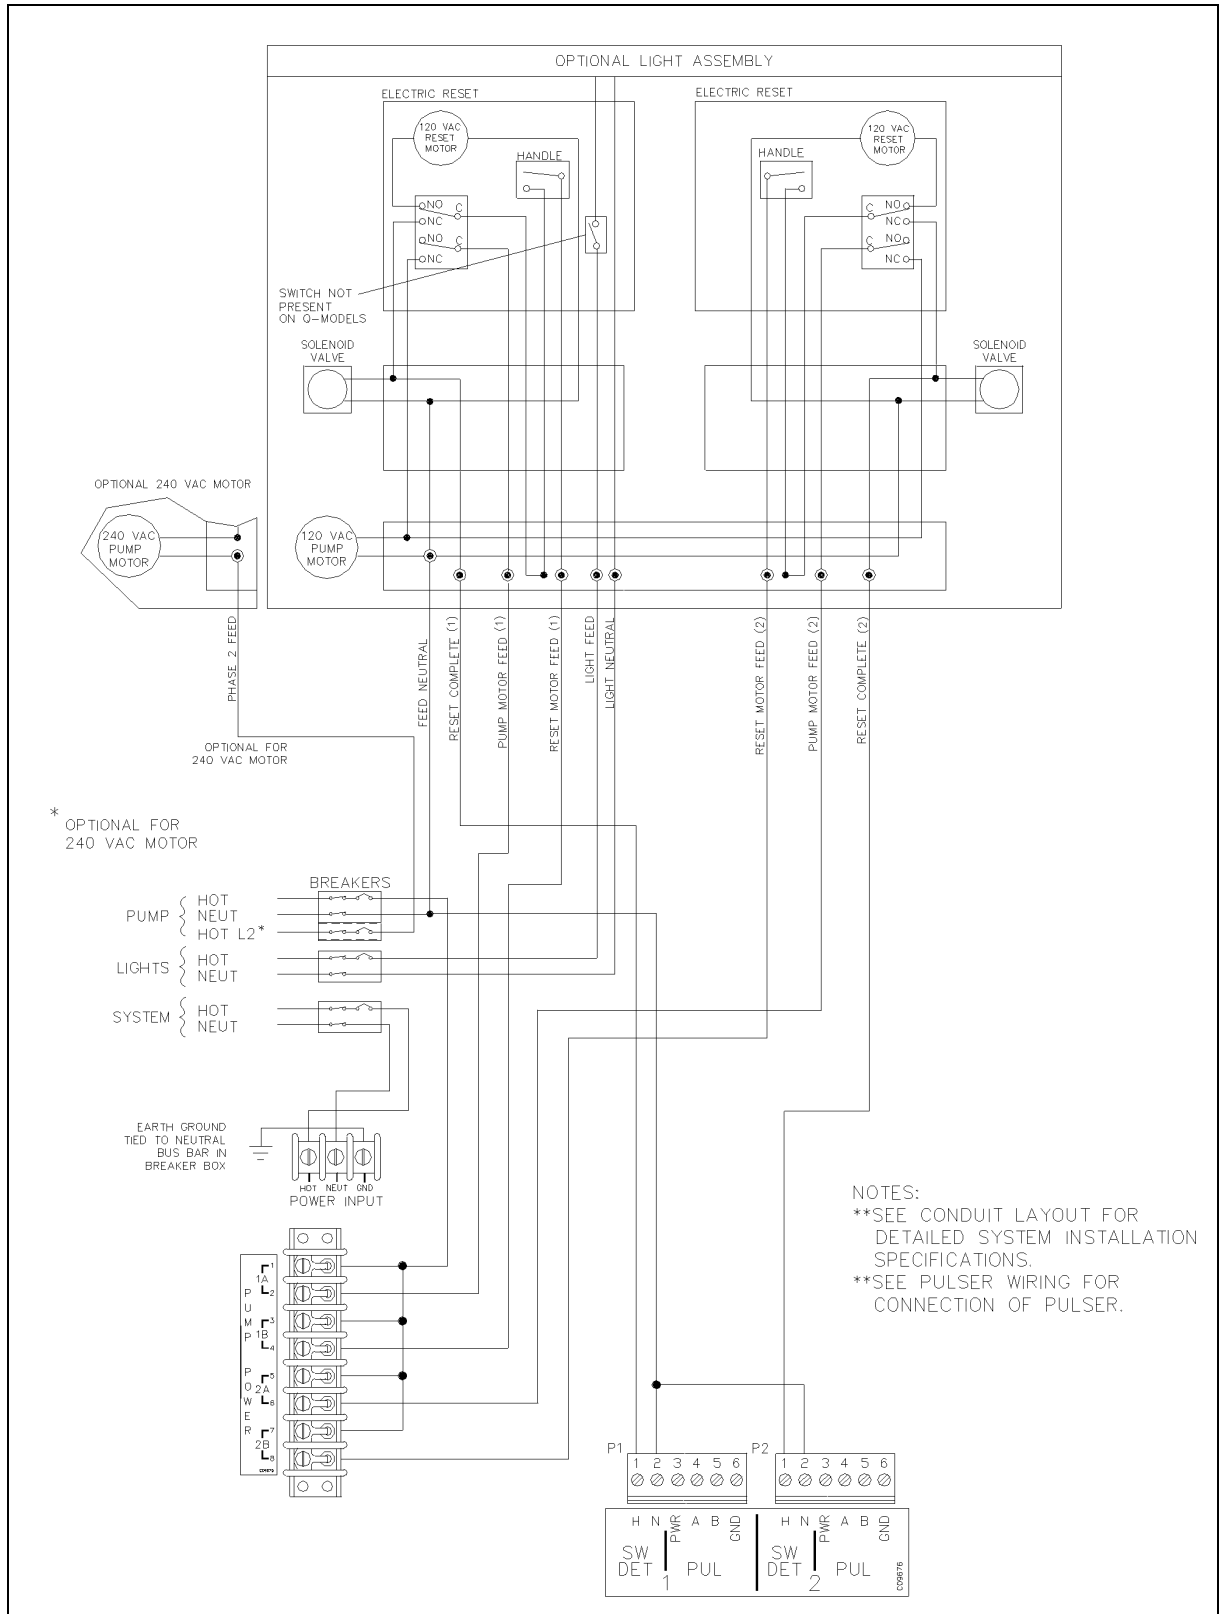 OPTIONAL LIGHT ASSEMBLY
ELECTRIC RESET
ELECTRIC RESET
120 VAC
RESET
MOTOR
HANDLE
NO
C
NC
NO
C
NC
120 VAC
RESET
MOTOR
HANDLE
C
NO
NC
C
NO
NC
SWITCH NOT
PRESENT
ON Q-MODELS
SOLENOID
VALVE
SOLENOID
VALVE
OPTIONAL 240 VAC MOTOR
240 VAC
PUMP
MOTOR
120 VAC
PUMP
MOTOR
PHASE 2 FEED
FEED NEUTRAL
RESET COMPLETE (1)
PUMP MOTOR FEED (1)
RESET MOTOR FEED (1)
LIGHT FEED
LIGHT NEUTRAL
RESET MOTOR FEED (2)
PUMP MOTOR FEED (2)
RESET COMPLETE (2)
OPTIONAL FOR
240 VAC MOTOR
* OPTIONAL FOR
240 VAC MOTOR
BREAKERS
PUMP
HOT
NEUT
HOT L2*
LIGHTS
HOT
NEUT
SYSTEM
HOT
NEUT
EARTH GROUND
TIED TO NEUTRAL
BUS BAR IN
BREAKER BOX
HOT NEUT GND
POWER INPUT
NOTES:
**SEE CONDUIT LAYOUT FOR
DETAILED SYSTEM INSTALLATION
SPECIFICATIONS.
**SEE PULSER WIRING FOR
CONNECTION OF PULSER.
PUMP POWER
1
1A
2
3
1B
4
5
2A
6
7
2B
8
P1
1 2 3 4 5 6
P2
1 2 3 4 5 6
H N PWR A B GND
H N PWR A B GND
SW
DET
1
PUL
SW
DET
2
PUL
C09676